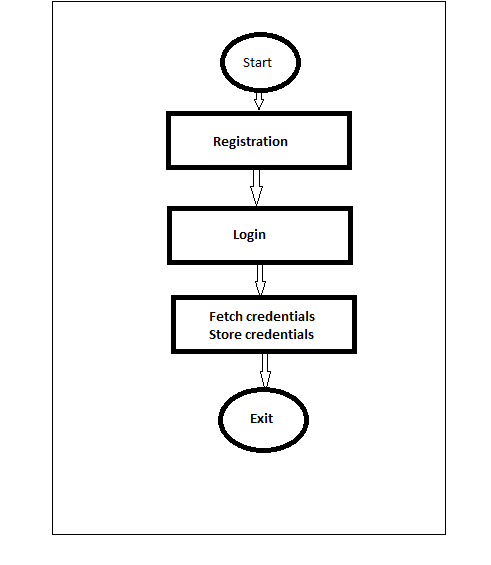 Start
Registration
Login
Fetch credentials
Store credentials
Exit